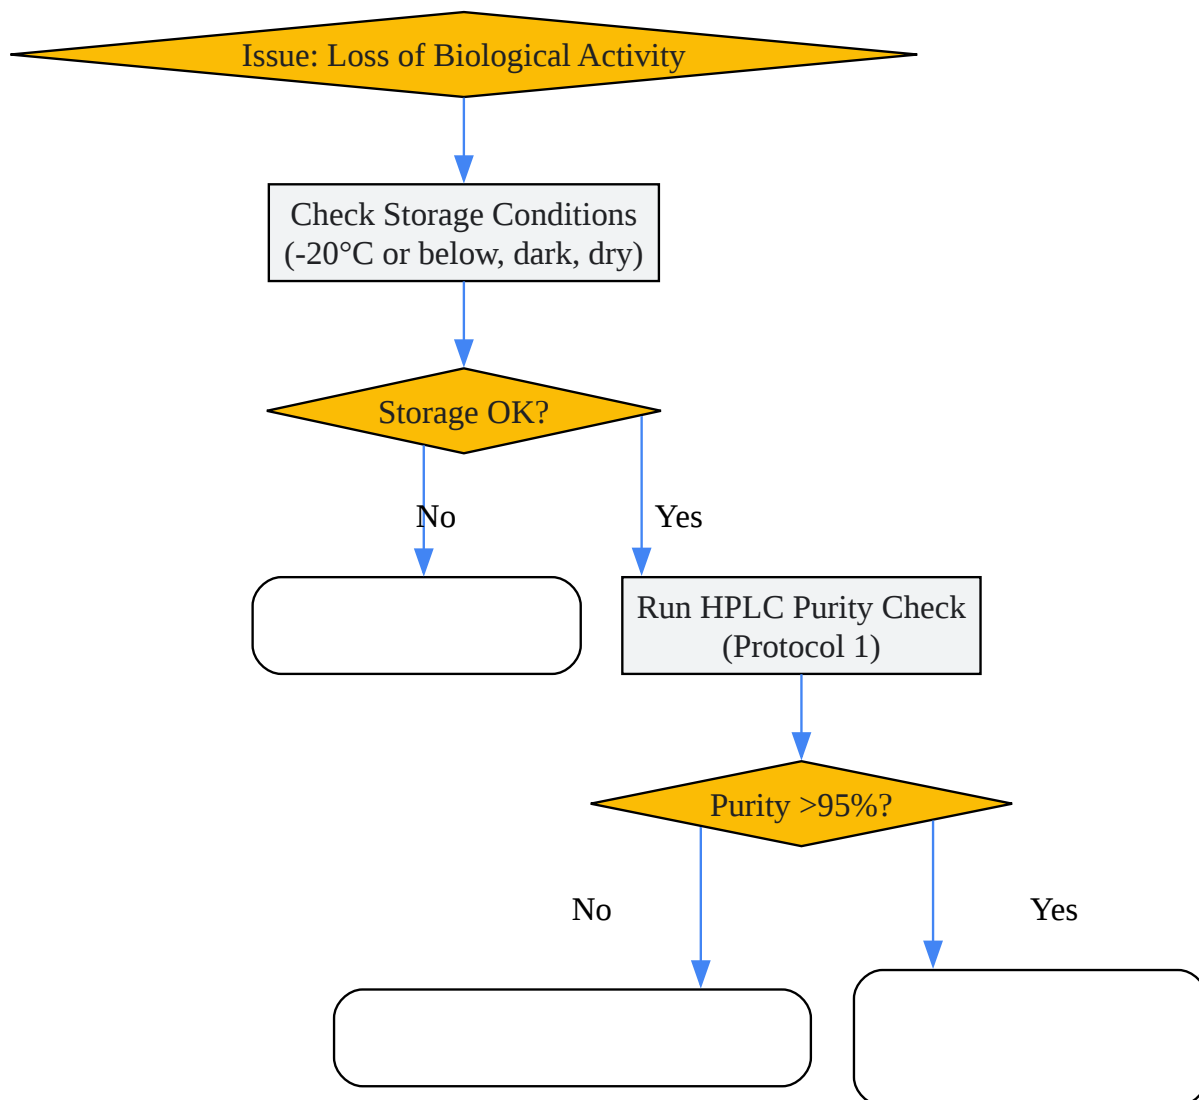 Issue: Loss of Biological Activity
Check Storage Conditions
(-20°C or below, dark, dry)
Storage OK?
No
Yes
Run HPLC Purity Check
(Protocol 1)
Purity >95%?
No
Yes